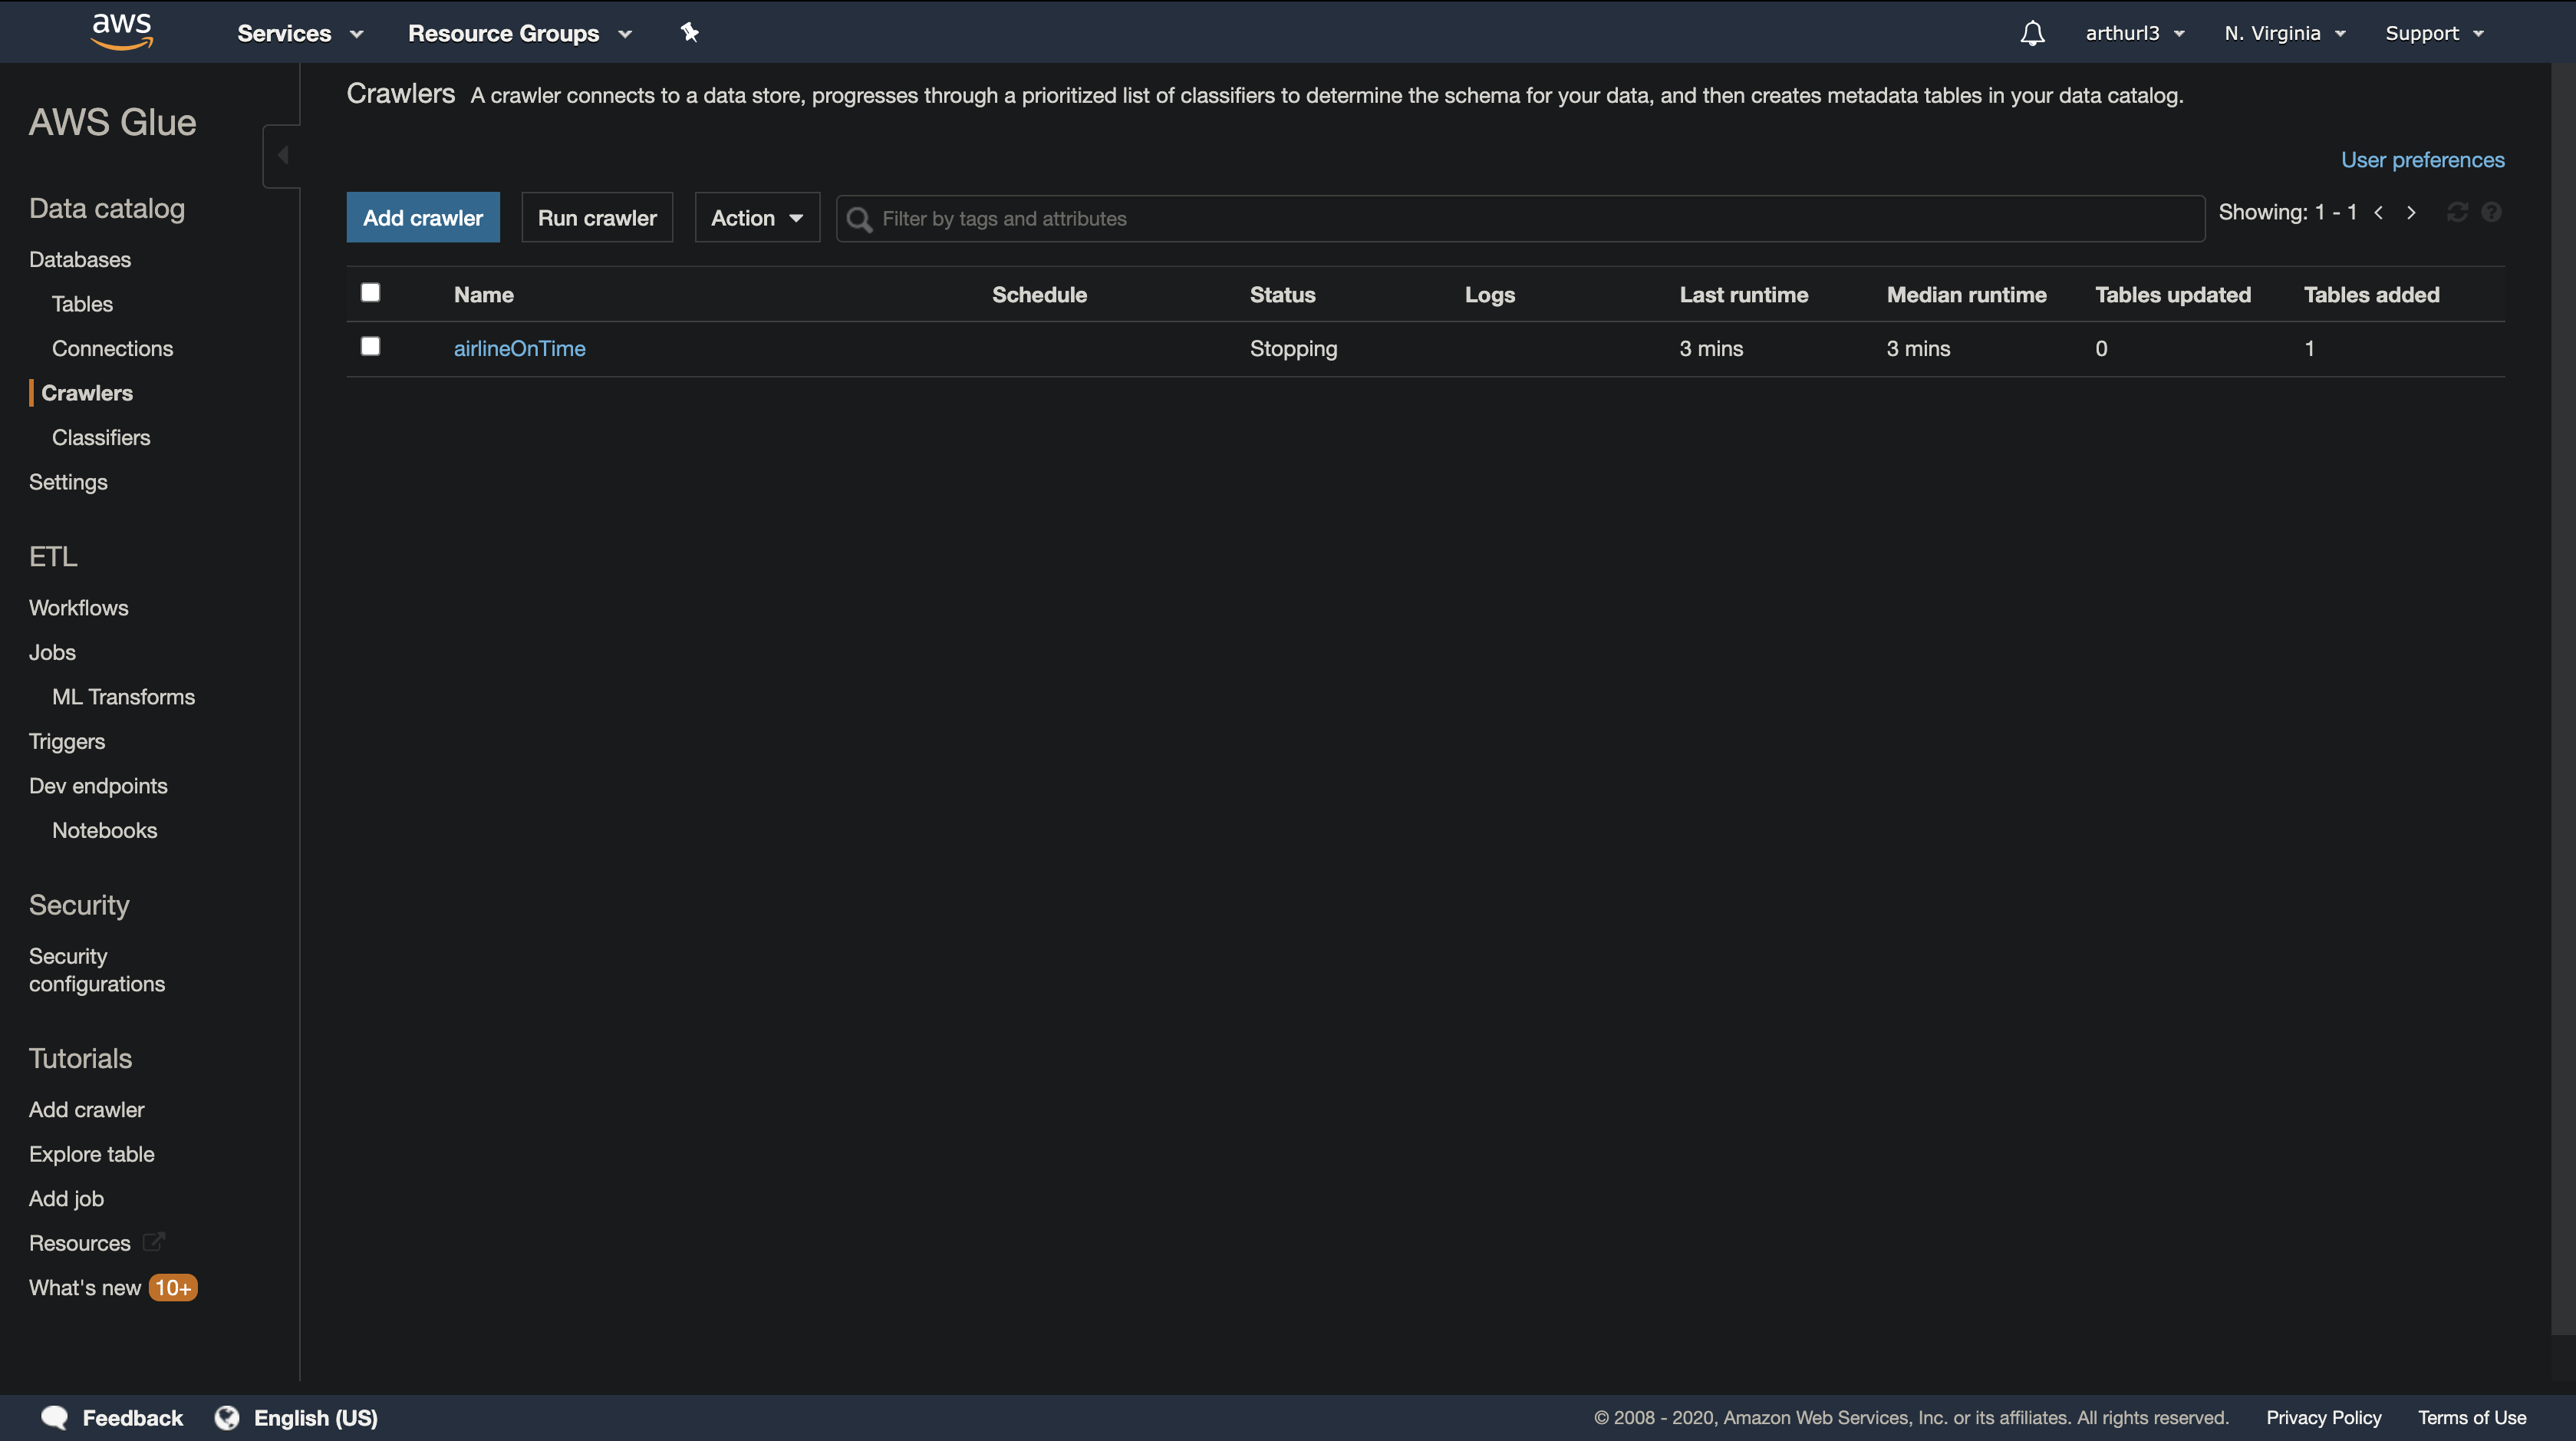 aws
Services
Resource Groups
arthurl3
N. Virginia
Support
AWS Glue
Data catalog
Databases
Tables
Connections
Crawlers
Classifiers
Settings
ETL
Workflows
Jobs
ML Transforms
Triggers
Dev endpoints
Notebooks
Security
Security
configurations
Tutorials
Add crawler
Explore table
Add job
Resources
What's new 10+
Crawlers A crawler connects to a data store, progresses through a prioritized list of classifiers to determine the schema for your data, and then creates metadata tables in your data catalog.
User preferences
Add crawler Run crawler Action Filter by tags and attributes Showing: 1 - 1 < > ?
Name Schedule Status Logs Last runtime Median runtime Tables updated Tables added
airlineOnTime Stopping 3 mins 3 mins 0 1
Feedback English (US) © 2008 - 2020, Amazon Web Services, Inc. or its affiliates. All rights reserved. Privacy Policy Terms of Use